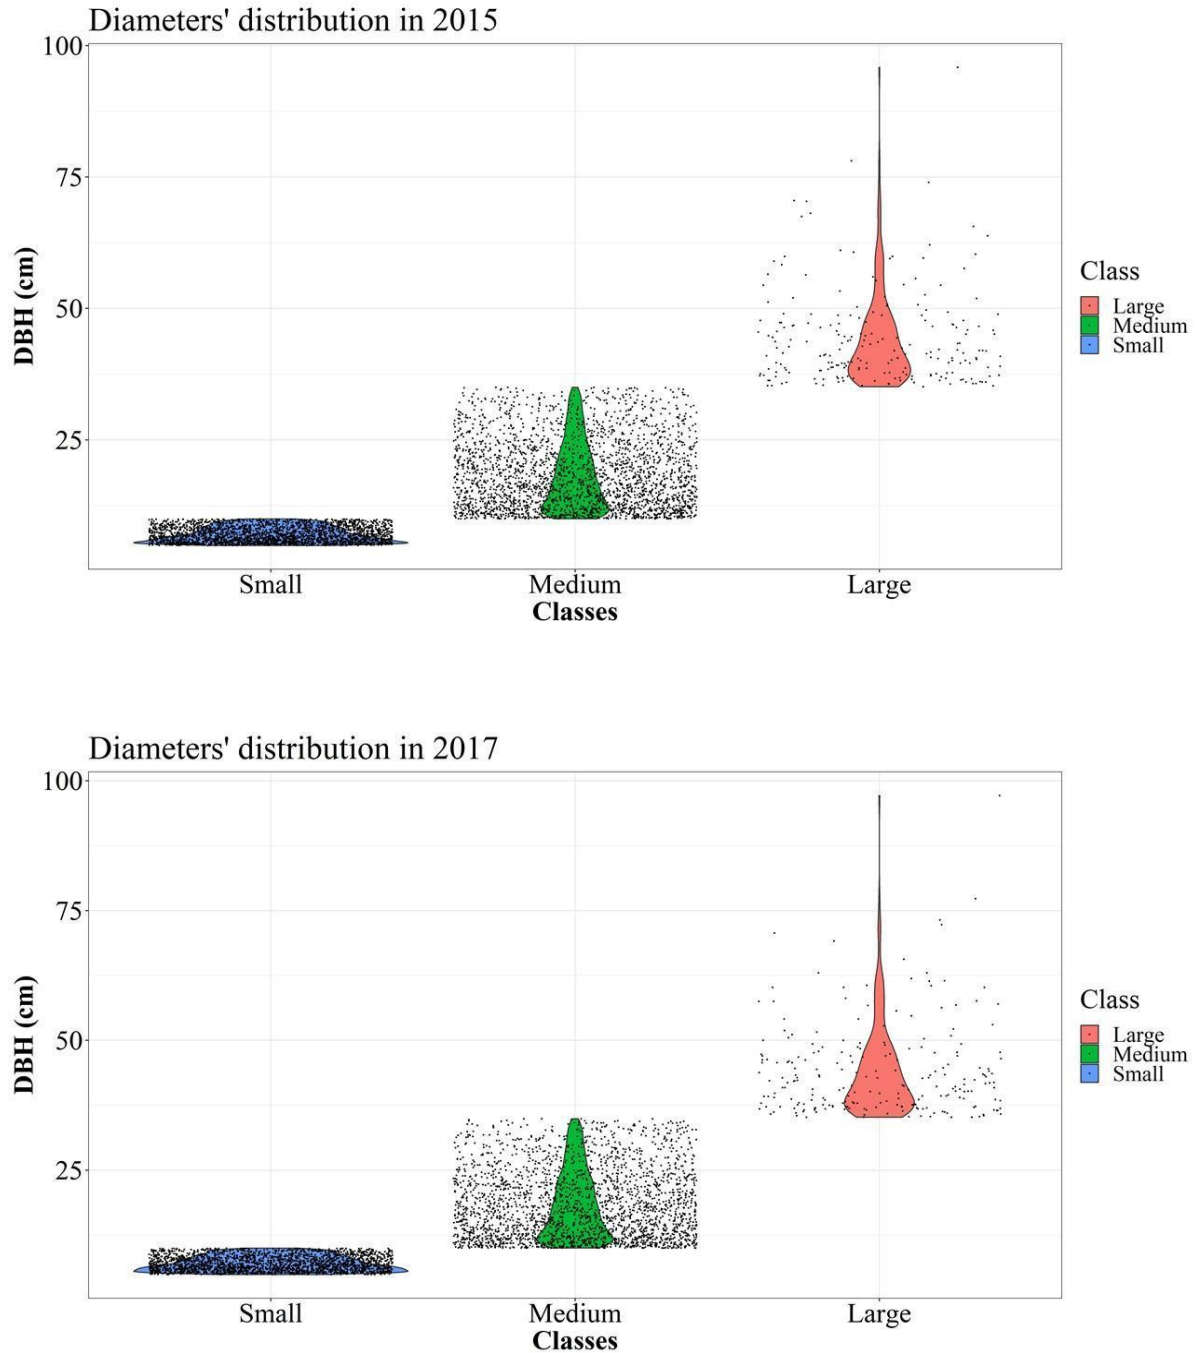 Diameters' distribution in 2015
100
75
50
25
DBH (cm)
Small Medium Large
Classes
Class
Large
Medium
Small
Diameters' distribution in 2017
100
75
50
25
DBH (cm)
Small Medium Large
Classes
Class
Large
Medium
Small